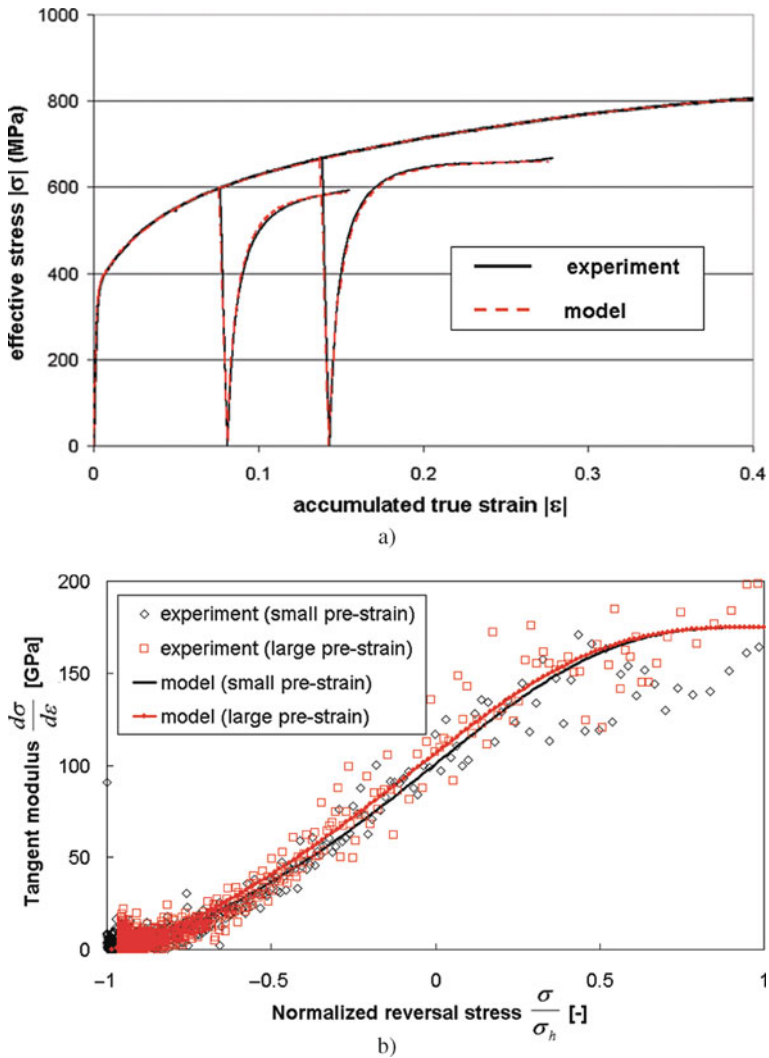 1000
800
600
400
200
0
effective stress |σ| (MPa)
experiment
model
0 0.1 0.2 0.3 0.4
accumulated true strain |ε|
a)
200
150
100
50
0
Tangent modulus dσ/dε [GPa]
experiment (small pre-strain)
experiment (large pre-strain)
model (small pre-strain)
model (large pre-strain)
−1 −0.5 0 0.5 1
Normalized reversal stress σ/σh [-]
b)